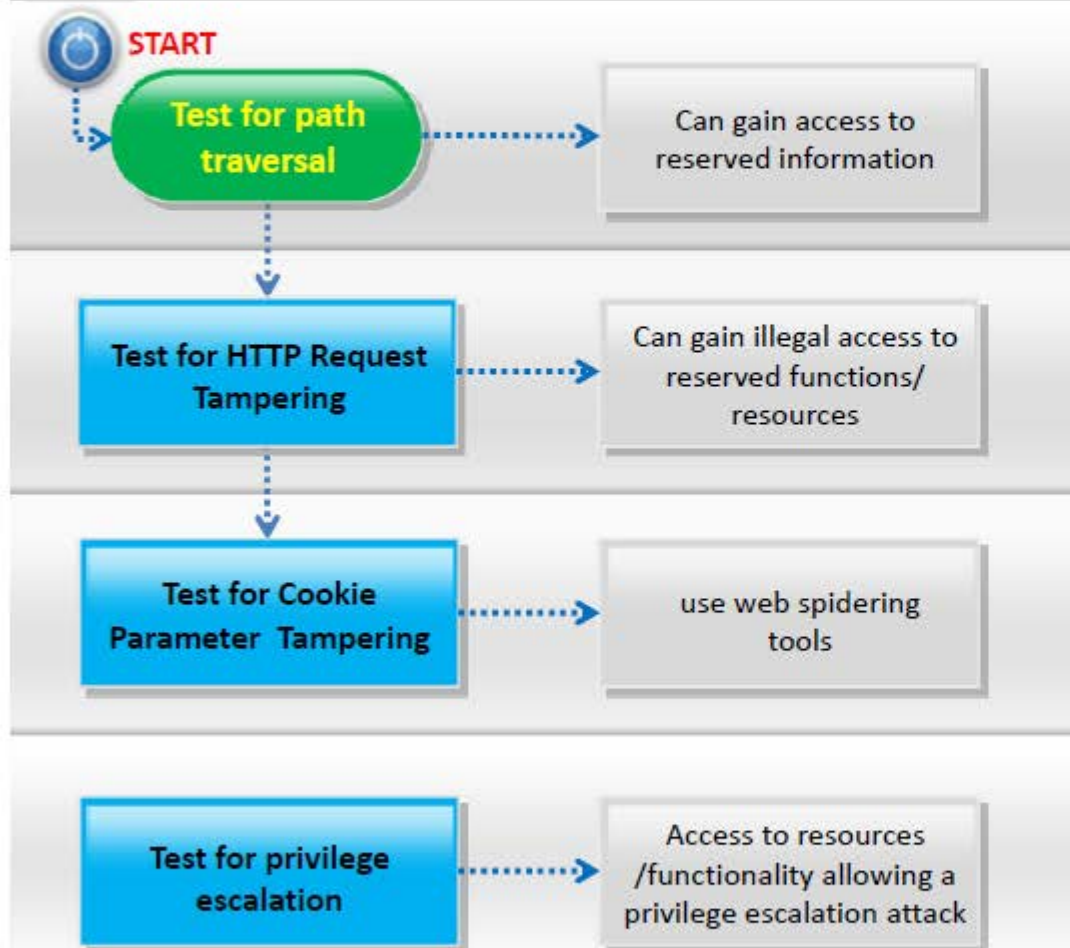 START
Test for path
traversal
Can gain access to
reserved information
Test for HTTP Request
Tampering
Can gain illegal access to
reserved functions/
resources
Test for Cookie
Parameter Tampering
use web spidering
tools
Test for privilege
escalation
Access to resources
/functionality allowing a
privilege escalation attack